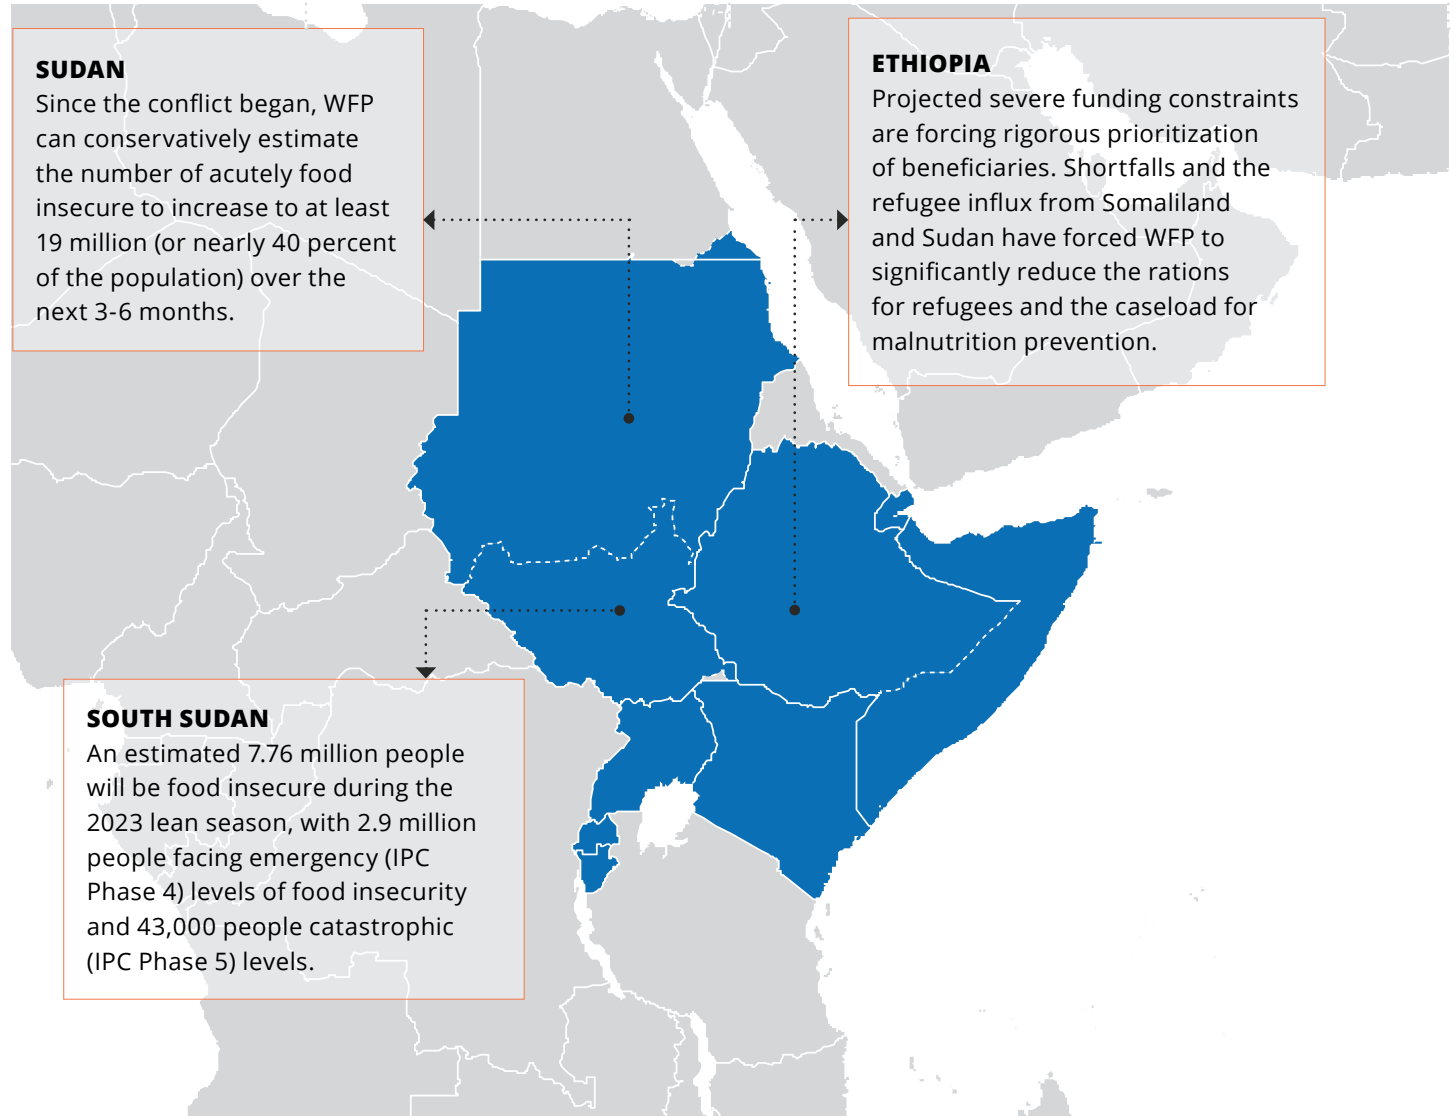 SUDAN
Since the conflict began, WFP
can conservatively estimate
the number of acutely food
insecure to increase to at least
19 million (or nearly 40 percent
of the population) over the
next 3-6 months.
ETHIOPIA
Projected severe funding constraints
are forcing rigorous prioritization
of beneficiaries. Shortfalls and the
refugee influx from Somaliland
and Sudan have forced WFP to
significantly reduce the rations
for refugees and the caseload for
malnutrition prevention.
SOUTH SUDAN
An estimated 7.76 million people
will be food insecure during the
2023 lean season, with 2.9 million
people facing emergency (IPC
Phase 4) levels of food insecurity
and 43,000 people catastrophic
(IPC Phase 5) levels.